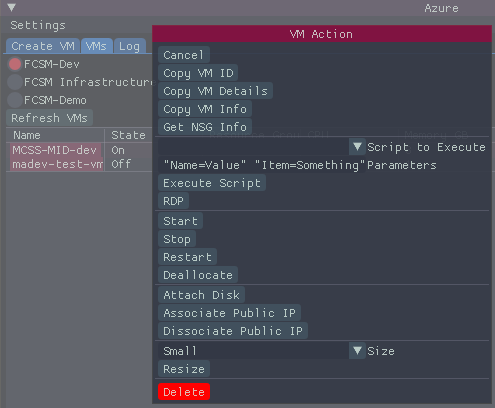 Azure
Settings
Create VM VMs Log
FCSM-Dev
FCSM Infrastructure
FCSM-Demo
Refresh VMs
Name State
MCSS-MID-dev On
madev-test-vm Off
VM Action
Cancel
Copy VM ID
Copy VM Details
Copy VM Info
Get NSG Info
Script to Execute
"Name=Value" "Item=Something" Parameters
Execute Script
RDP
Start
Stop
Restart
Deallocate
Attach Disk
Associate Public IP
Dissociate Public IP
Small Size
Resize
Delete